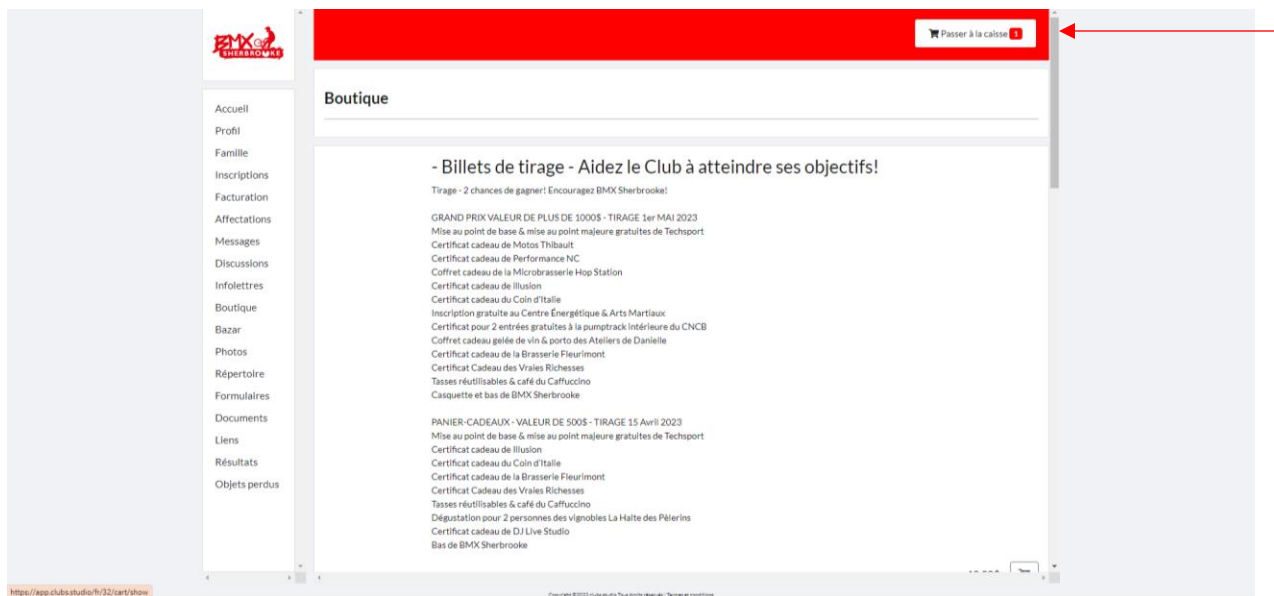 BMX
SHERBROOKE
Passer à la caisse 1
Accueil
Profil
Famille
Inscriptions
Facturation
Affectations
Messages
Discussions
Infolettres
Boutique
Bazar
Photos
Répertoire
Formulaires
Documents
Liens
Résultats
Objets perdus
Boutique
- Billets de tirage - Aidez le Club à atteindre ses objectifs!
Tirage - 2 chances de gagner! Encouragez BMX Sherbrooke!
GRAND PRIX VALEUR DE PLUS DE 1000$ - TIRAGE 1er MAI 2023
Mise au point de base & mise au point majeure gratuites de Techsport
Certificat cadeau de Motos Thibault
Certificat cadeau de Performance NC
Coffret cadeau de la Microbrasserie Hop Station
Certificat cadeau de Illusion
Certificat cadeau du Coin d'Italie
Inscription gratuite au Centre Énergétique & Arts Martiaux
Certificat pour 2 entrées gratuites à la pumptrack intérieure du CNCB
Coffret cadeau gelée de vin & porto des Ateliers de Danielle
Certificat cadeau de la Brasserie Fleurimont
Certificat Cadeau des Vraies Richesses
Tasses réutilisables & café du Caffuccino
Casquette et bas de BMX Sherbrooke
PANIER-CADEAUX - VALEUR DE 500$ - TIRAGE 15 Avril 2023
Mise au point de base & mise au point majeure gratuites de Techsport
Certificat cadeau de Illusion
Certificat cadeau du Coin d'Italie
Certificat cadeau de la Brasserie Fleurimont
Certificat Cadeau des Vraies Richesses
Tasses réutilisables & café du Caffuccino
Dégustation pour 2 personnes des vignobles La Halte des Pèlerins
Certificat cadeau de DJ Live Studio
Bas de BMX Sherbrooke
https://app.clubs.studio/fr/32/cart/show
Copyright ©2023 clubs.studio Tous droits réservés | Termes et conditions